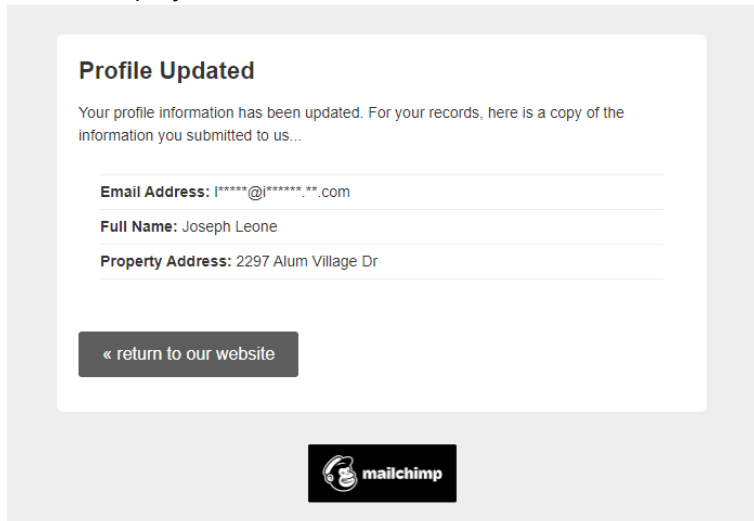 Profile Updated
Your profile information has been updated. For your records, here is a copy of the
information you submitted to us...
Email Address: l*****@i******.**.com
Full Name: Joseph Leone
Property Address: 2297 Alum Village Dr
« return to our website
mailchimp